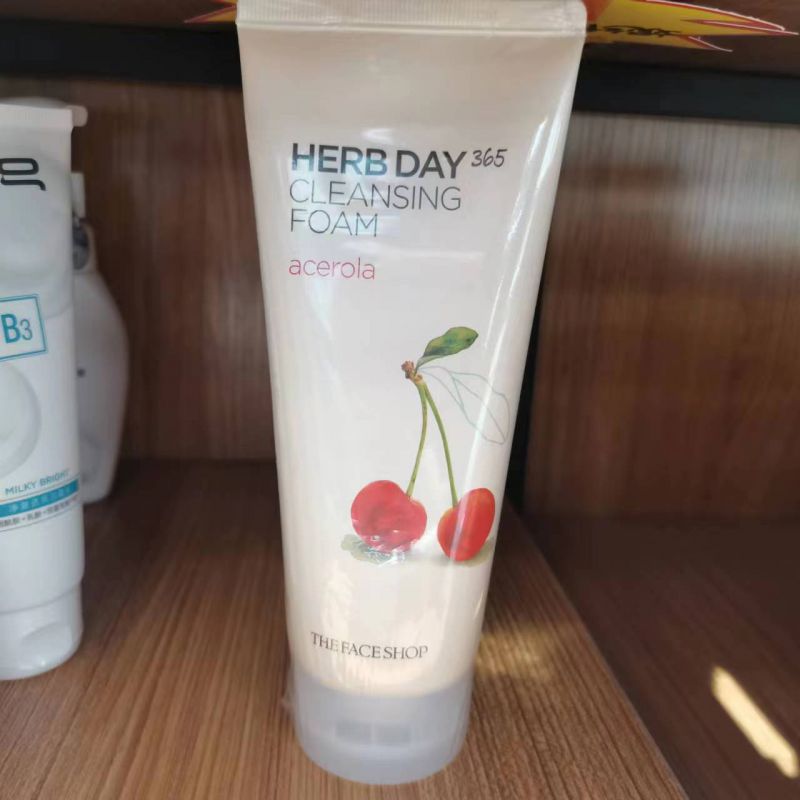 HERB DAY 365
CLEANSING
FOAM
acerola
THE FACE SHOP
B3
MILKY BRIGHT